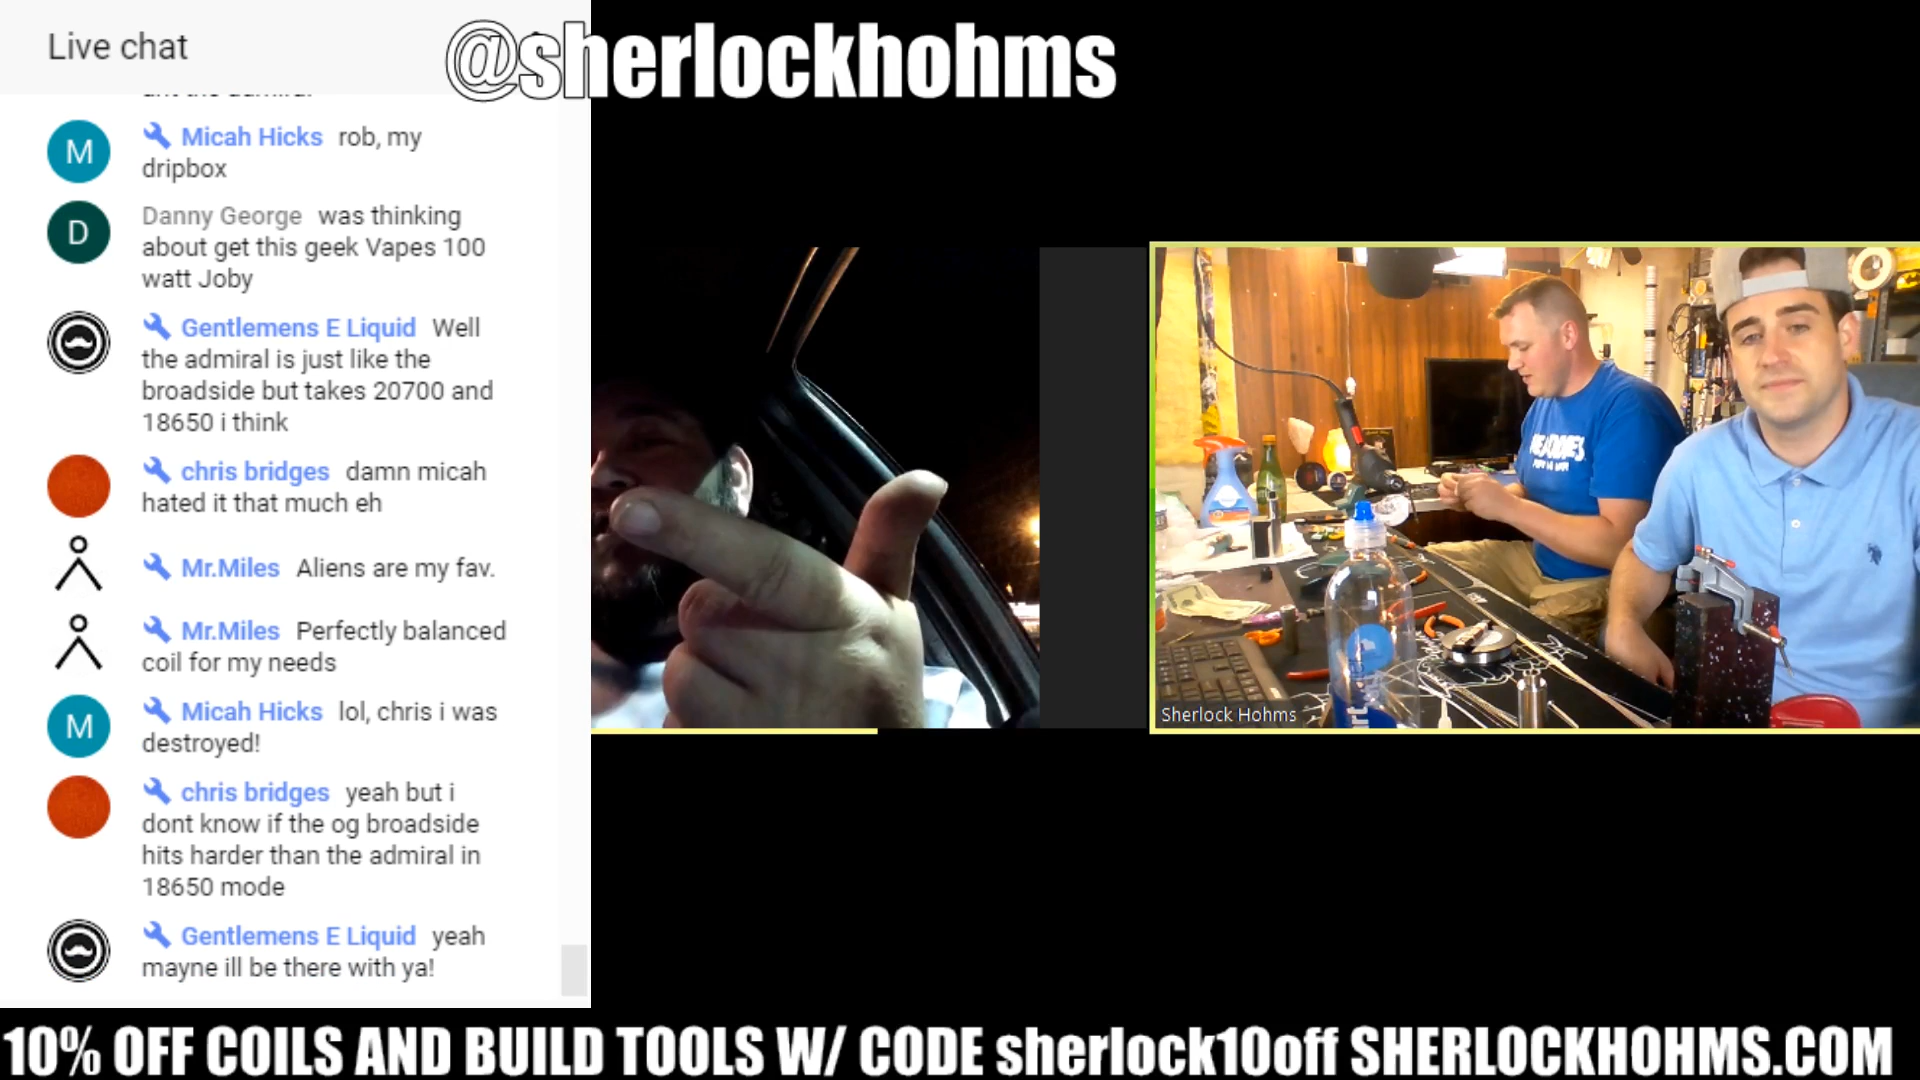 Live chat
@sherlockhohms
Micah Hicks rob, my
dripbox
Danny George was thinking
about get this geek Vapes 100
watt Joby
Gentlemens E Liquid Well
the admiral is just like the
broadside but takes 20700 and
18650 i think
chris bridges damn micah
hated it that much eh
Mr.Miles Aliens are my fav.
Mr.Miles Perfectly balanced
coil for my needs
Micah Hicks lol, chris i was
destroyed!
chris bridges yeah but i
dont know if the og broadside
hits harder than the admiral in
18650 mode
Gentlemens E Liquid yeah
mayne ill be there with ya!
M
D
M
Sherlock Hohms
10% OFF COILS AND BUILD TOOLS W/ CODE sherlock10off SHERLOCKHOHMS.COM